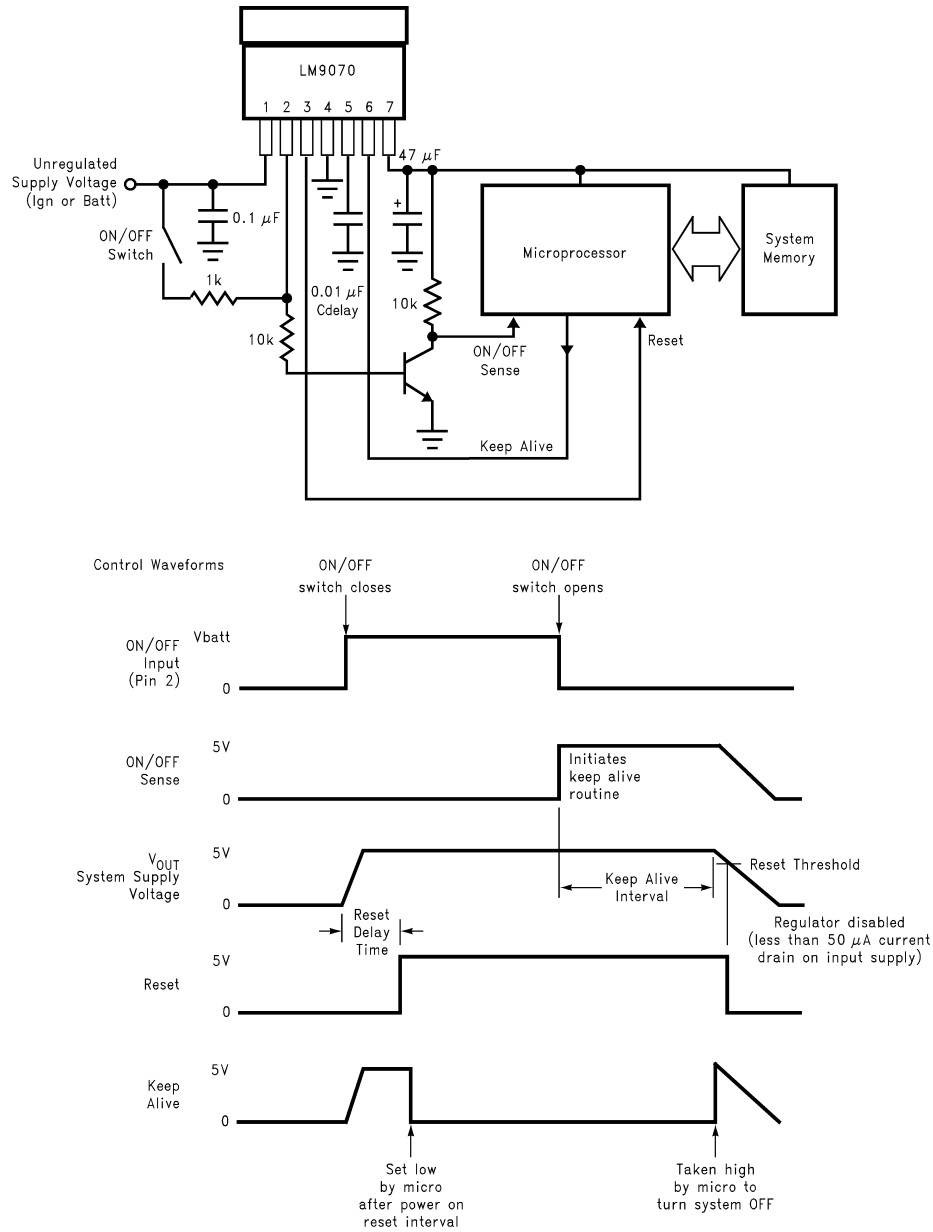 LM9070
1 2 3 4 5 6 7
Unregulated
Supply Voltage
(Ign or Batt)
47 μF
+
0.1 μF
ON/OFF
Switch
1k
10k
0.01 μF
Cdelay
10k
Microprocessor
System
Memory
ON/OFF
Sense
Reset
Keep Alive
Control Waveforms
ON/OFF
switch closes
ON/OFF
switch opens
ON/OFF
Input
(Pin 2)
Vbatt
0
ON/OFF
Sense
5V
0
Initiates
keep alive
routine
VOUT
System Supply
Voltage
5V
0
Reset
Delay
Time
Keep Alive
Interval
Reset Threshold
Regulator disabled
(less than 50 μA current
drain on input supply)
Reset
5V
0
Keep
Alive
5V
0
Set low
by micro
after power on
reset interval
Taken high
by micro to
turn system OFF